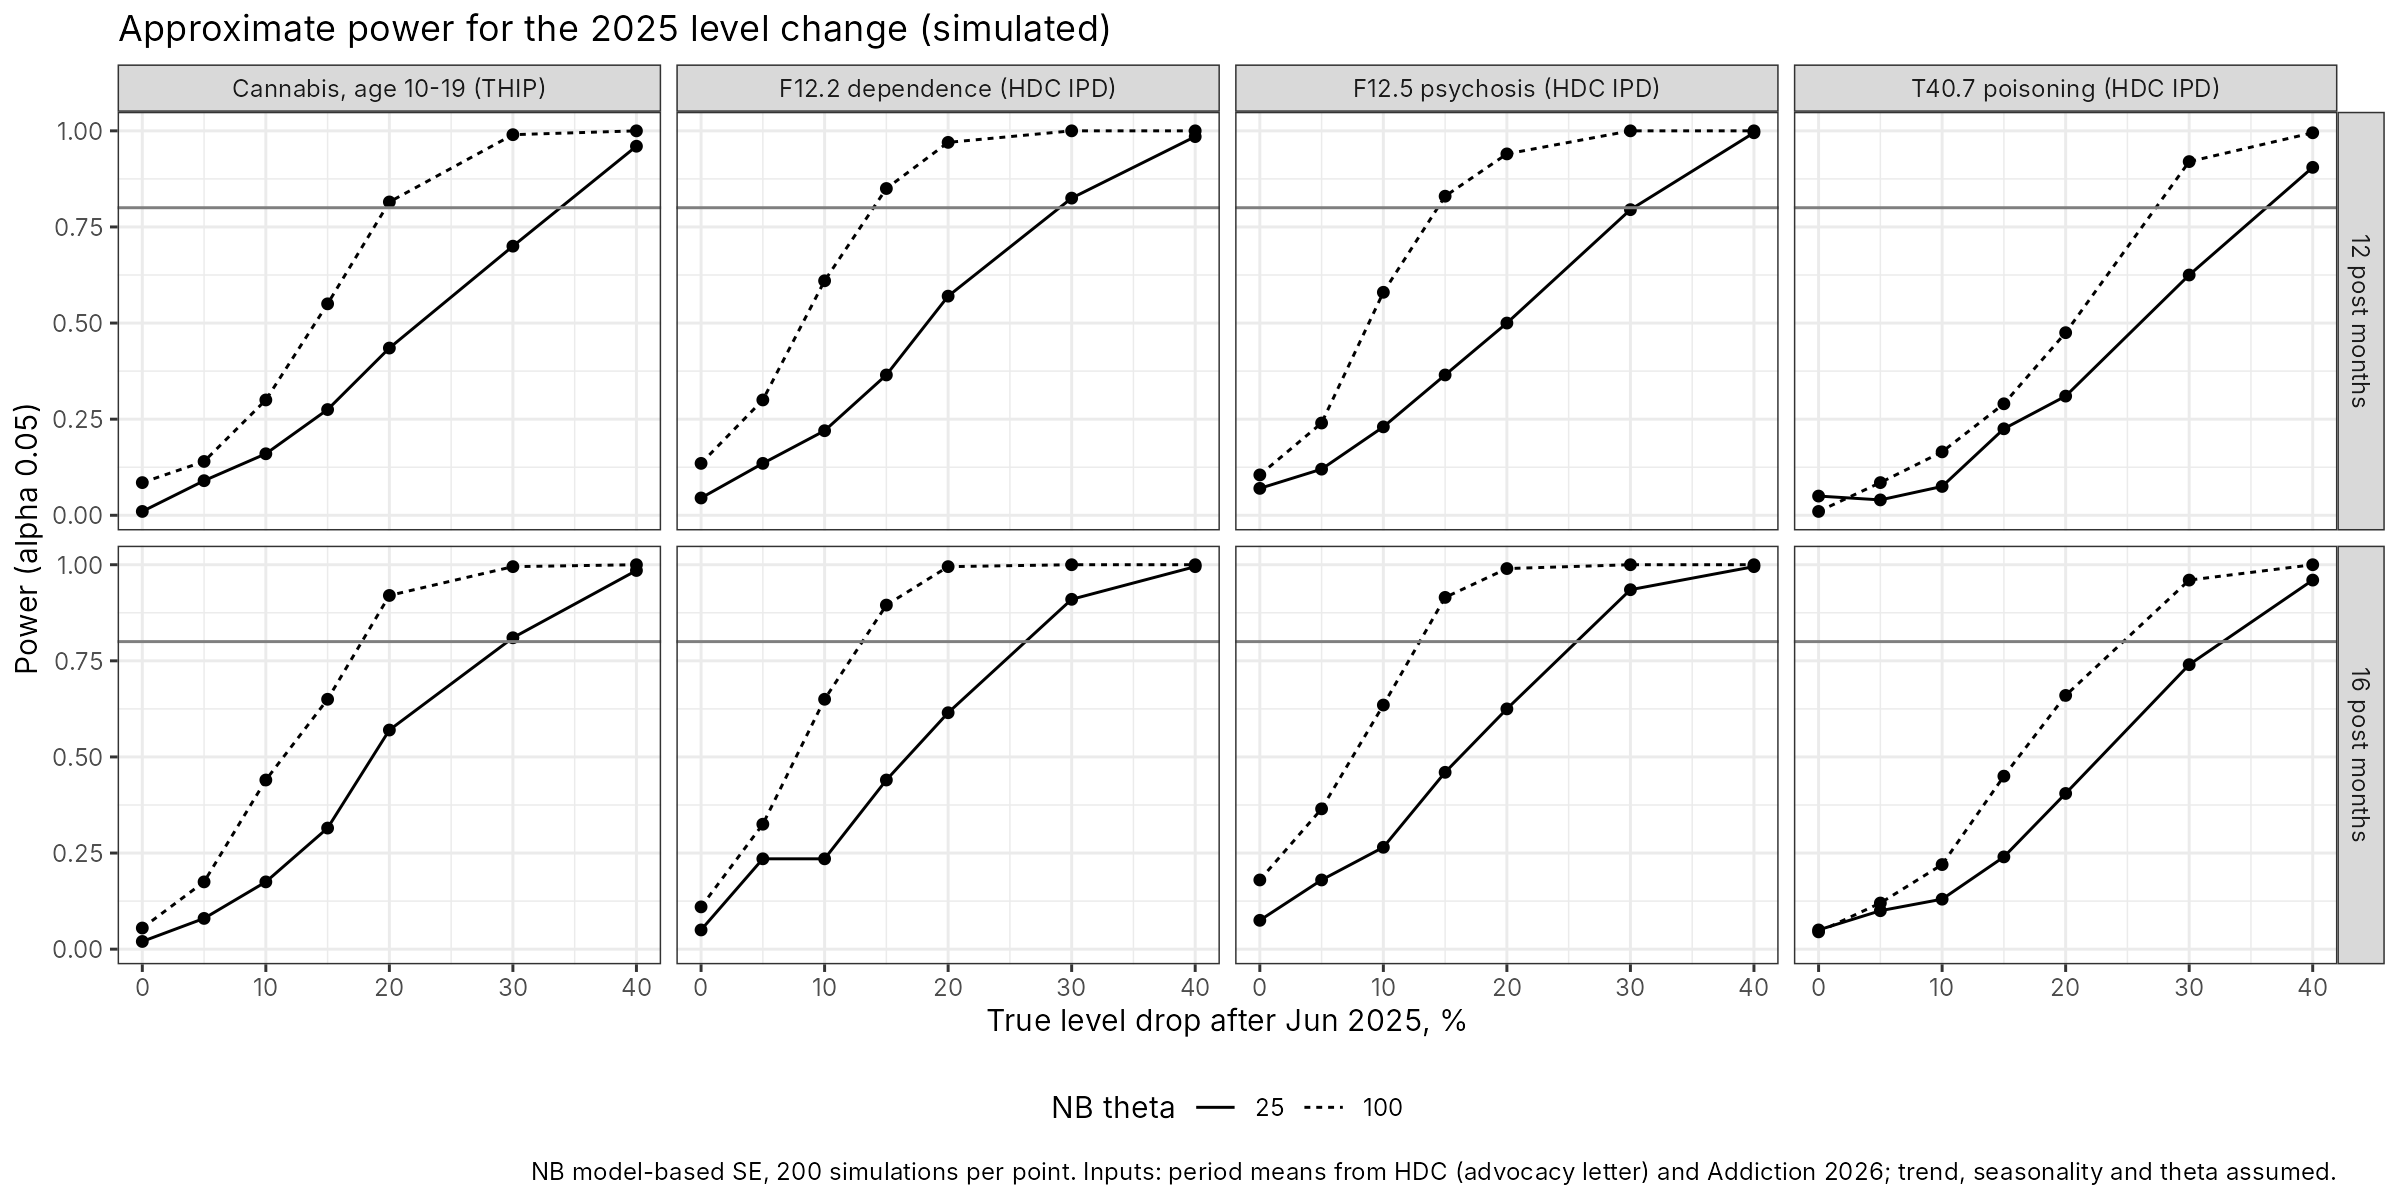 Approximate power for the 2025 level change (simulated)
Cannabis, age 10-19 (THIP)
F12.2 dependence (HDC IPD)
F12.5 psychosis (HDC IPD)
T40.7 poisoning (HDC IPD)
Power (alpha 0.05)
1.00
0.75
0.50
0.25
0.00
12 post months
1.00
0.75
0.50
0.25
0.00
16 post months
0 10 20 30 40
0 10 20 30 40
0 10 20 30 40
0 10 20 30 40
True level drop after Jun 2025, %
NB theta 25 100
NB model-based SE, 200 simulations per point. Inputs: period means from HDC (advocacy letter) and Addiction 2026; trend, seasonality and theta assumed.